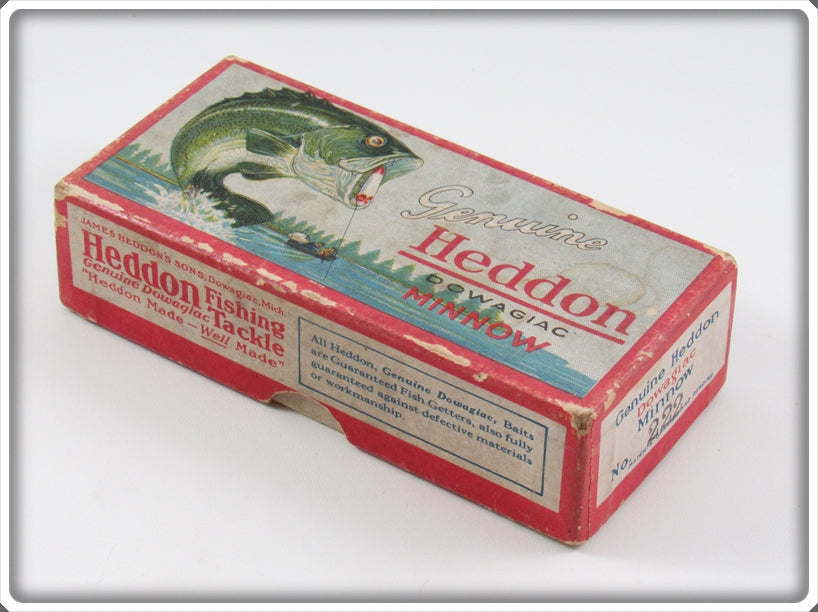 Genuine
Heddon
DOWAGIAC
MINNOW
JAMES HEDDON'S SONS, Dowagiac, Mich.
Heddon Fishing
Genuine Dowagiac Tackle
"Heddon Made — Well Made"
All Heddon, Genuine Dowagiac, Baits
are Guaranteed Fish Getters, also fully
guaranteed against defective materials
or workmanship.
Genuine Heddon
Dowagiac
Minnow
No. 200